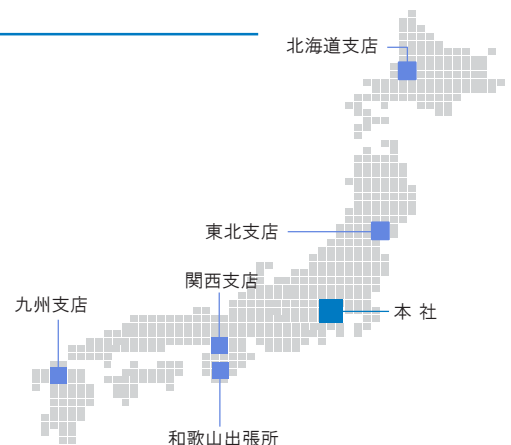 北海道支店
東北支店
関西支店
九州支店
本 社
和歌山出張所